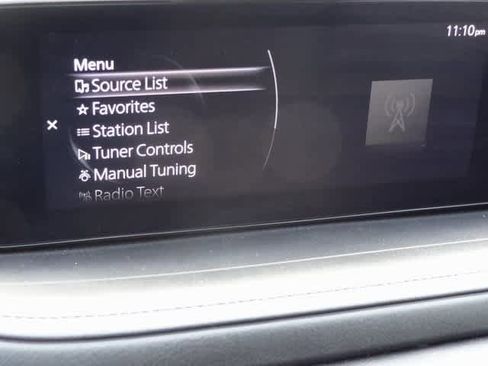 11:10pm
Menu
Source List
Favorites
Station List
Tuner Controls
Manual Tuning
Radio Text